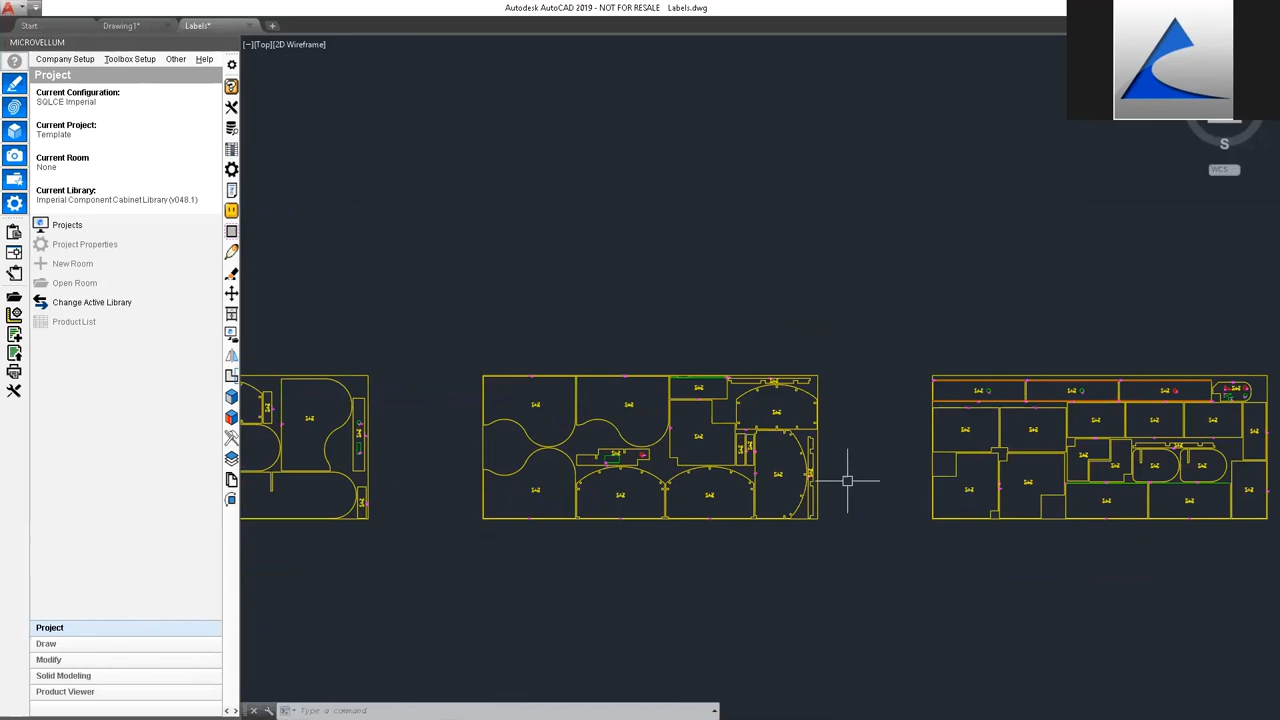 Autodesk AutoCAD 2019 - NOT FOR RESALE Labels.dwg
Start
Drawing1*
Labels*
MICROVELLUM
[−][Top][2D Wireframe]
Company Setup Toolbox Setup Other Help
Project
Current Configuration:
SQLCE Imperial
Current Project:
Template
Current Room
None
Current Library:
Imperial Component Cabinet Library (v048.1)
Projects
Project Properties
New Room
Open Room
Change Active Library
Product List
S
WCS
Project
Draw
Modify
Solid Modeling
Product Viewer
Type a command